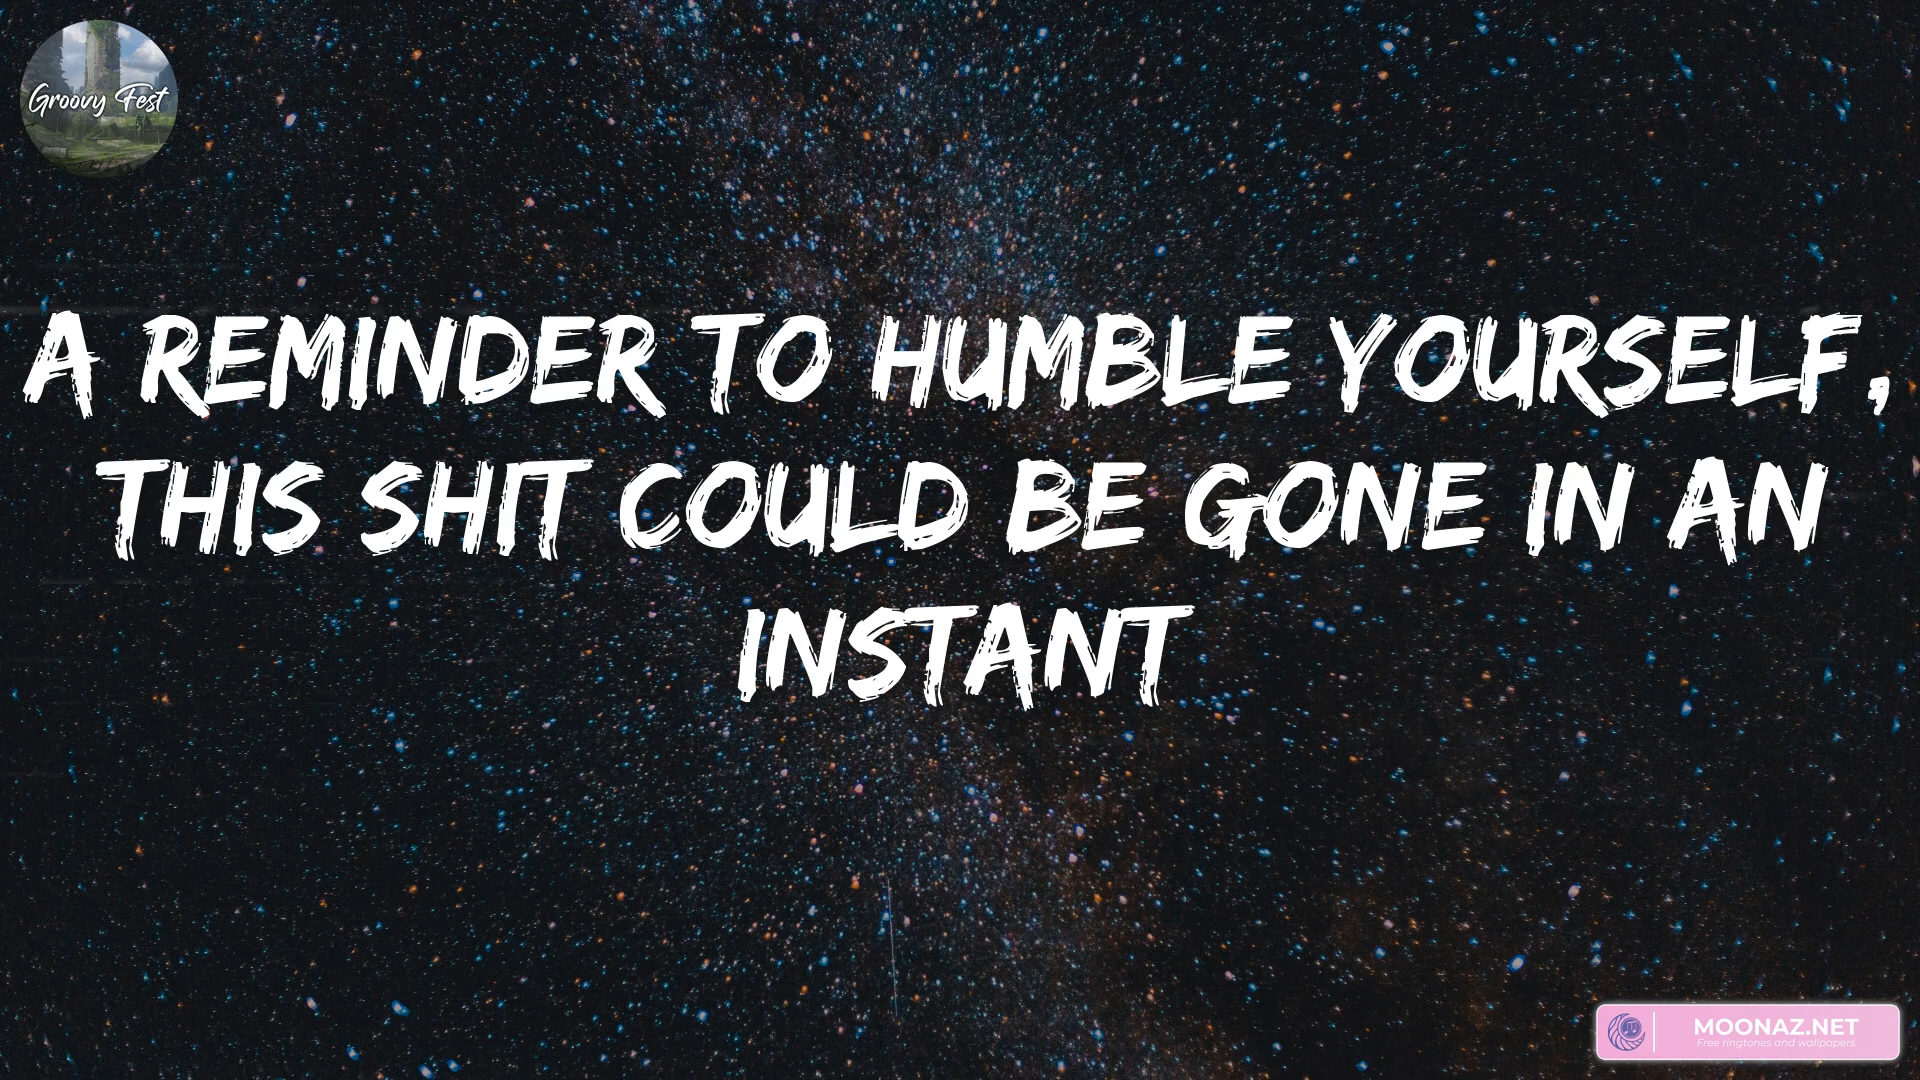 Groovy Fest
A REMINDER TO HUMBLE YOURSELF,
THIS SHIT COULD BE GONE IN AN
INSTANT
MOONAZ.NET
Free ringtones and wallpapers